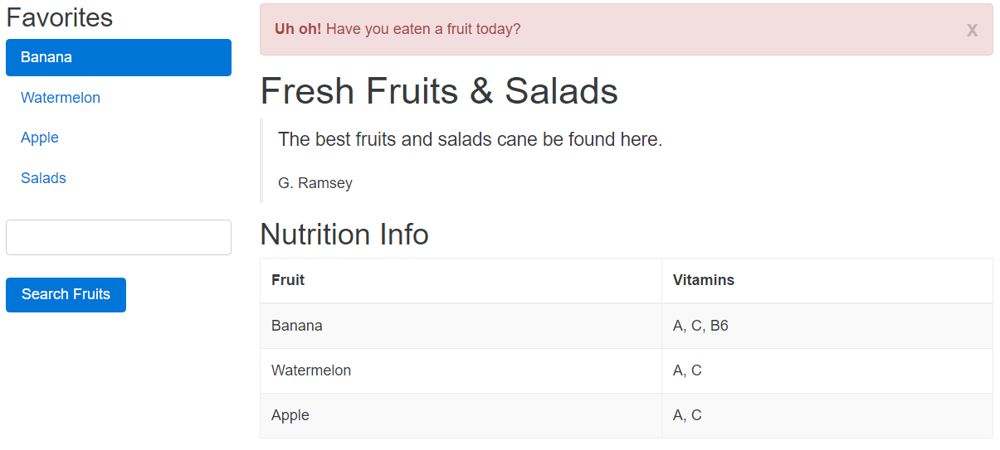 Favorites
Banana
Watermelon
Apple
Salads
Search Fruits
Uh oh! Have you eaten a fruit today?
x
Fresh Fruits & Salads
The best fruits and salads cane be found here.
G. Ramsey
Nutrition Info
Fruit Vitamins
Banana A, C, B6
Watermelon A, C
Apple A, C